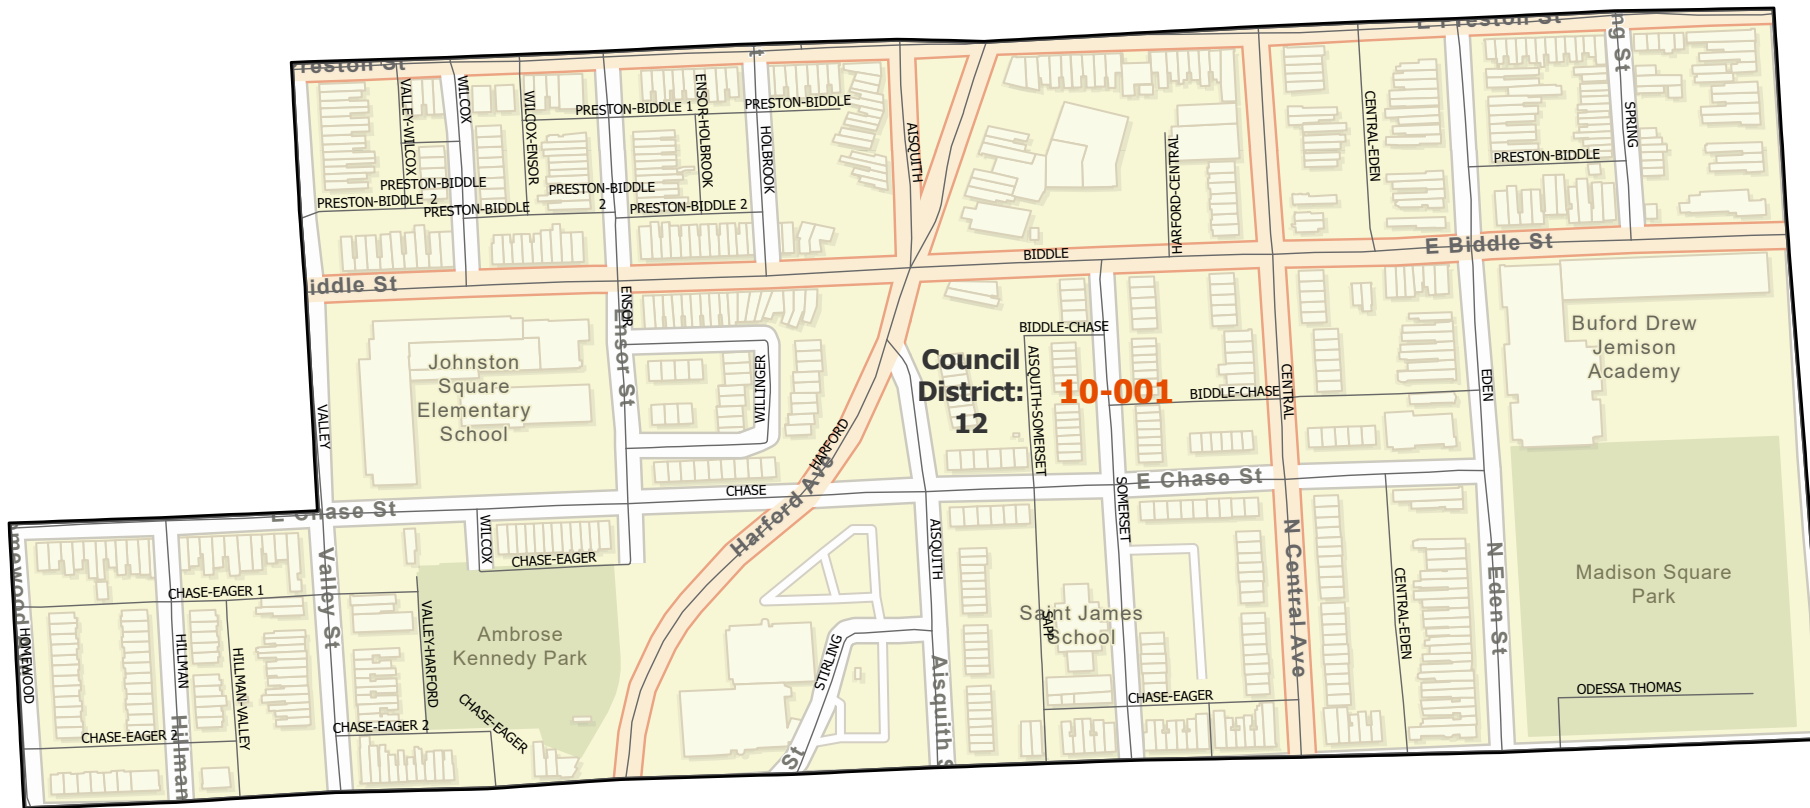 reston St
E Preston St
ng St
t
VALLEY-WILCOX
WILCOX
WILCOX-ENSOR
PRESTON-BIDDLE 1
ENSOR-HOLBROOK
PRESTON-BIDDLE
HOLBROOK
AISQUITH
HARFORD-CENTRAL
CENTRAL-EDEN
PRESTON-BIDDLE
SPRING
PRESTON-BIDDLE
2
PRESTON-BIDDLE
2
PRESTON-BIDDLE
PRESTON-BIDDLE
2
PRESTON-BIDDLE 2
BIDDLE
E Biddle St
iddle St
ENSOR
Ensor St
Johnston
Square
Elementary
School
WILLINGER
VALLEY
HARFORD
Harford Ave
Council
District:
12
10-001
BIDDLE-CHASE
AISQUITH-SOMERSET
BIDDLE-CHASE
CENTRAL
EDEN
Buford Drew
Jemison
Academy
CHASE
E Chase St
E Chase St
WILCOX
CHASE-EAGER
AISQUITH
SOMERSET
N Central Ave
CENTRAL-EDEN
N Eden St
Madison Square
Park
mewood
HOMEWOOD
CHASE-EAGER 1
HILLMAN
HILLMAN-VALLEY
Hillman
Valley St
VALLEY-HARFORD
Ambrose
Kennedy Park
CHASE-EAGER
CHASE-EAGER 2
CHASE-EAGER 2
STIRLING
St
Aisquith S
Saint James
School
SAPP
CHASE-EAGER
ODESSA THOMAS